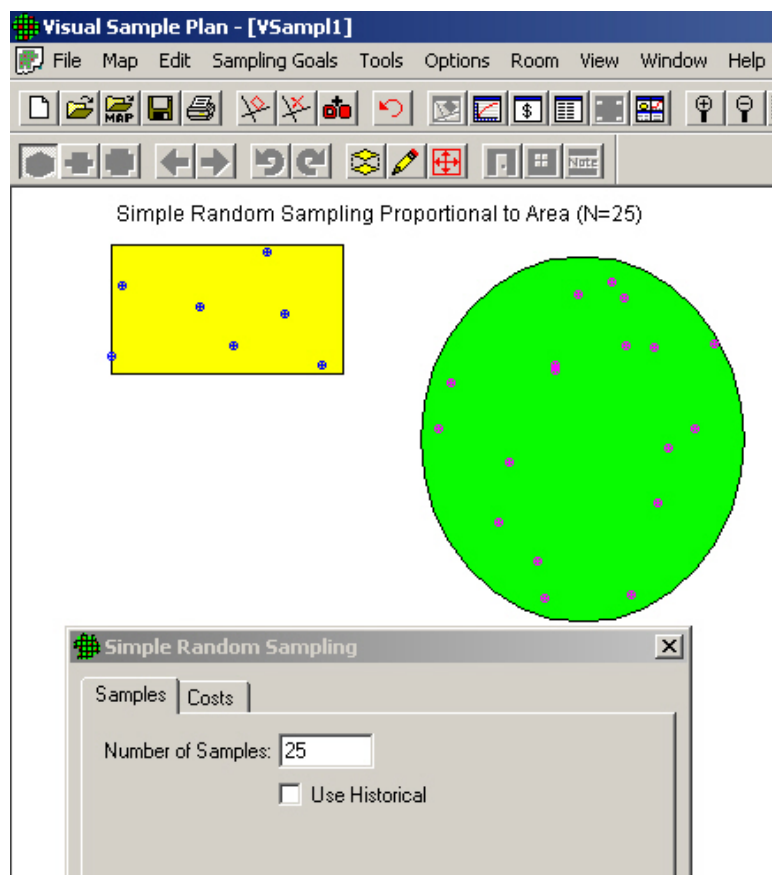 Visual Sample Plan - [VSampl1]
File Map Edit Sampling Goals Tools Options Room View Window Help
MAP $
Note
Simple Random Sampling Proportional to Area (N=25)
Simple Random Sampling
Samples Costs
Number of Samples: 25
Use Historical